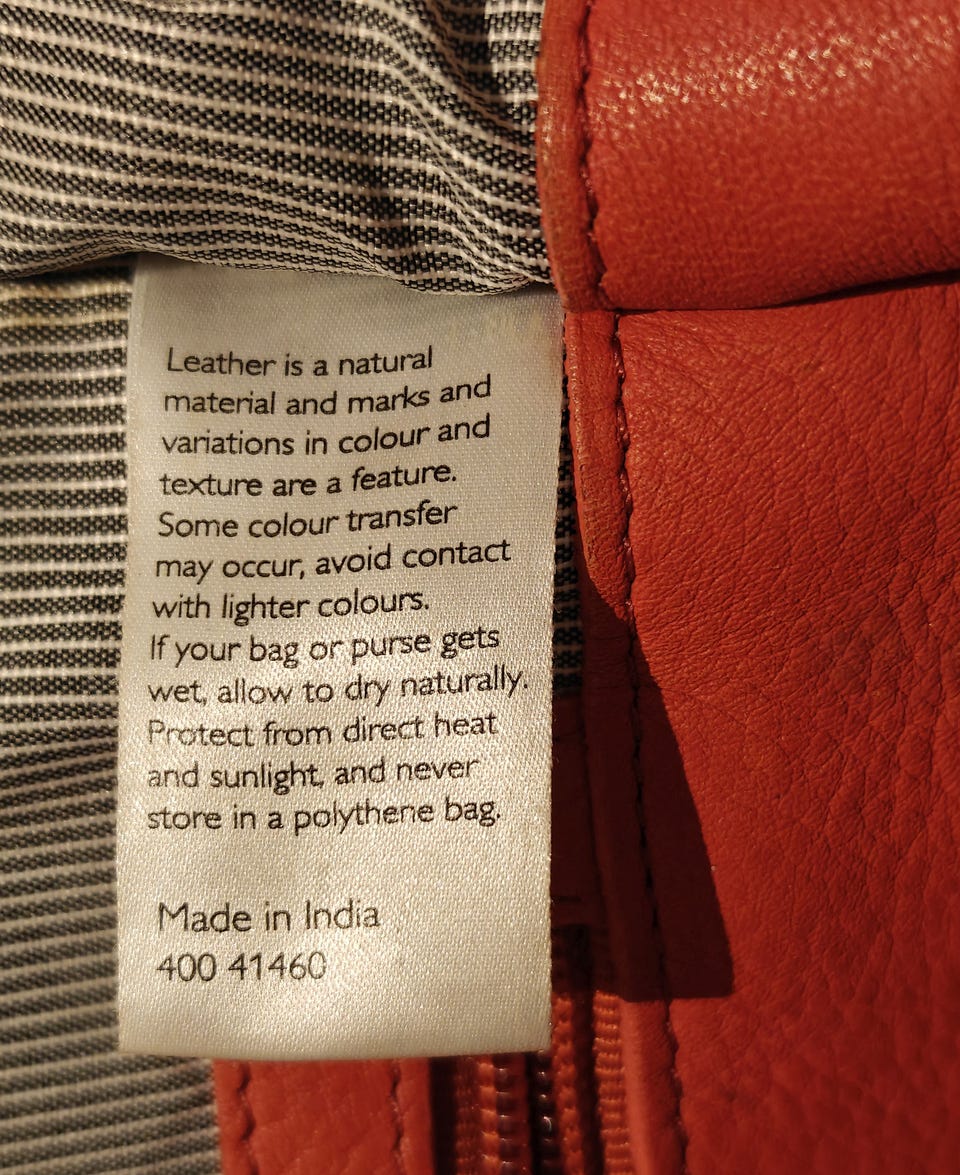 Leather is a natural
material and marks and
variations in colour and
texture are a feature.
Some colour transfer
may occur, avoid contact
with lighter colours.
If your bag or purse gets
wet, allow to dry naturally.
Protect from direct heat
and sunlight, and never
store in a polythene bag.
Made in India
400 41460